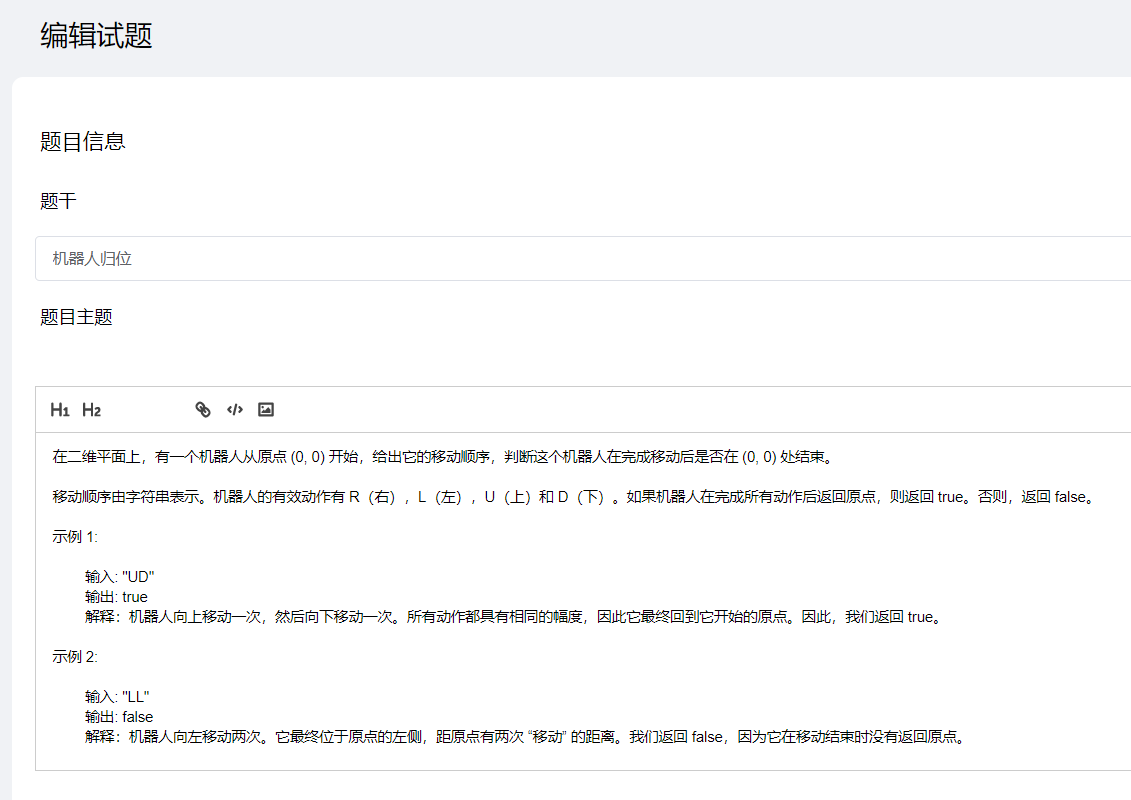 编辑试题
题目信息
题干
机器人归位
题目主题
H1 H2
在二维平面上，有一个机器人从原点 (0, 0) 开始，给出它的移动顺序，判断这个机器人在完成移动后是否在 (0, 0) 处结束。
移动顺序由字符串表示。机器人的有效动作有 R（右），L（左），U（上）和 D（下）。如果机器人在完成所有动作后返回原点，则返回 true。否则，返回 false。
示例 1:
输入: "UD"
输出: true
解释：机器人向上移动一次，然后向下移动一次。所有动作都具有相同的幅度，因此它最终回到它开始的原点。因此，我们返回 true。
示例 2:
输入: "LL"
输出: false
解释：机器人向左移动两次。它最终位于原点的左侧，距原点有两次 “移动” 的距离。我们返回 false，因为它在移动结束时没有返回原点。